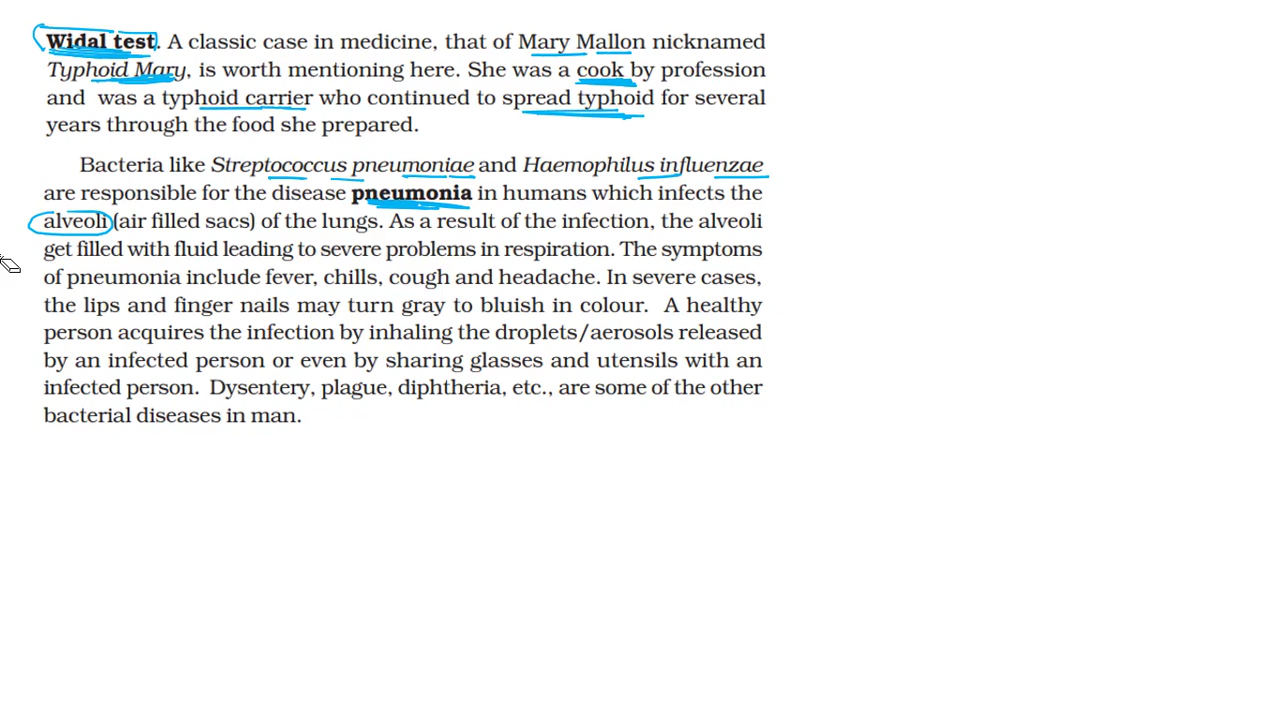 Widal test. A classic case in medicine, that of Mary Mallon nicknamed
Typhoid Mary, is worth mentioning here. She was a cook by profession
and was a typhoid carrier who continued to spread typhoid for several
years through the food she prepared.
Bacteria like Streptococcus pneumoniae and Haemophilus influenzae
are responsible for the disease pneumonia in humans which infects the
alveoli (air filled sacs) of the lungs. As a result of the infection, the alveoli
get filled with fluid leading to severe problems in respiration. The symptoms
of pneumonia include fever, chills, cough and headache. In severe cases,
the lips and finger nails may turn gray to bluish in colour. A healthy
person acquires the infection by inhaling the droplets/aerosols released
by an infected person or even by sharing glasses and utensils with an
infected person. Dysentery, plague, diphtheria, etc., are some of the other
bacterial diseases in man.